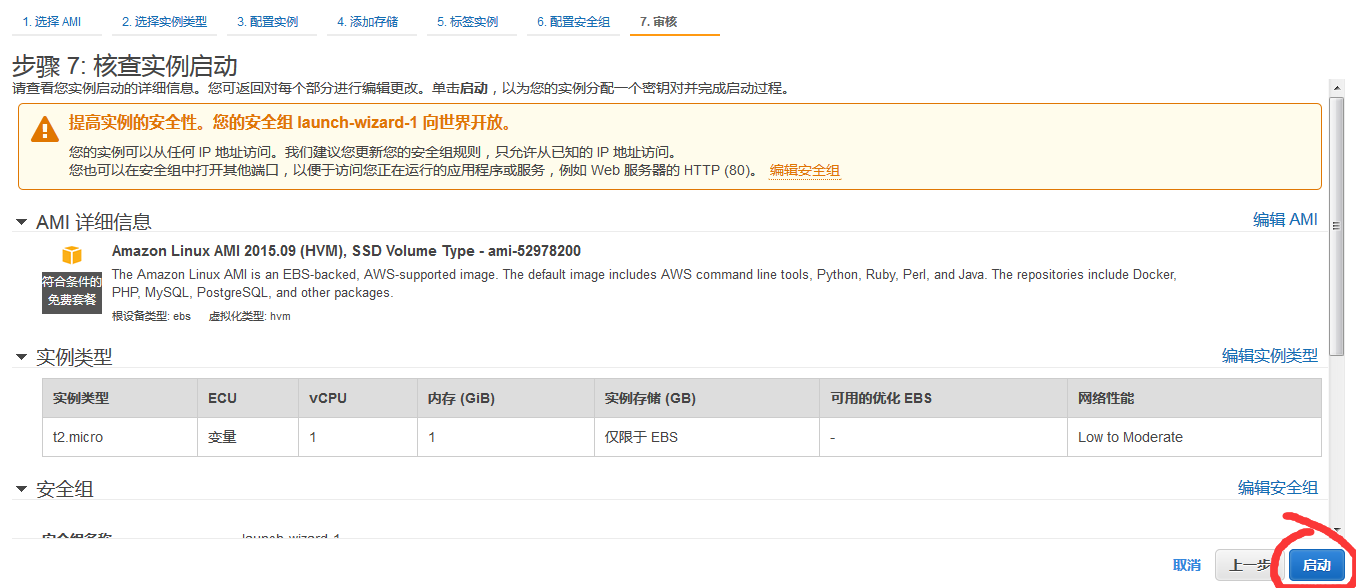 1. 选择 AMI 2. 选择实例类型 3. 配置实例 4. 添加存储 5. 标签实例 6. 配置安全组 7. 审核
步骤 7: 核查实例启动
请查看您实例启动的详细信息。您可返回对每个部分进行编辑更改。单击启动，以为您的实例分配一个密钥对并完成启动过程。
提高实例的安全性。您的安全组 launch-wizard-1 向世界开放。
您的实例可以从任何 IP 地址访问。我们建议您更新您的安全组规则，只允许从已知的 IP 地址访问。
您也可以在安全组中打开其他端口，以便于访问您正在运行的应用程序或服务，例如 Web 服务器的 HTTP (80)。 编辑安全组
AMI 详细信息 编辑 AMI
符合条件的
免费套餐
Amazon Linux AMI 2015.09 (HVM), SSD Volume Type - ami-52978200
The Amazon Linux AMI is an EBS-backed, AWS-supported image. The default image includes AWS command line tools, Python, Ruby, Perl, and Java. The repositories include Docker,
PHP, MySQL, PostgreSQL, and other packages.
根设备类型: ebs 虚拟化类型: hvm
实例类型 编辑实例类型
实例类型 ECU vCPU 内存 (GiB) 实例存储 (GB) 可用的优化 EBS 网络性能
t2.micro 变量 1 1 仅限于 EBS - Low to Moderate
安全组 编辑安全组
安全组名称 launch-wizard-1
取消 上一步 启动